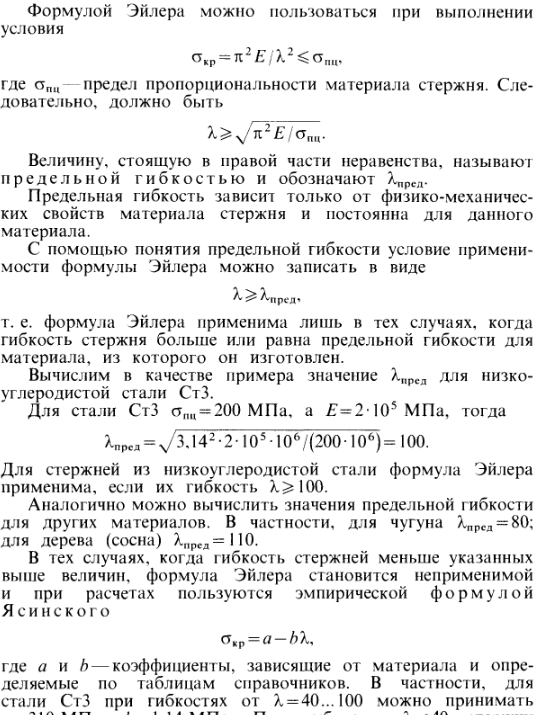 Формулой Эйлера можно пользоваться при выполнении
условия
σкр = π²E/λ² ⩽ σпц,
где σпц — предел пропорциональности материала стержня. Сле-
довательно, должно быть
λ ⩾ √π²E/σпц.
Величину, стоящую в правой части неравенства, называют
предельной гибкостью и обозначают λпред.
Предельная гибкость зависит только от физико-механичес-
ких свойств материала стержня и постоянна для данного
материала.
С помощью понятия предельной гибкости условие примени-
мости формулы Эйлера можно записать в виде
λ ⩾ λпред,
т. е. формула Эйлера применима лишь в тех случаях, когда
гибкость стержня больше или равна предельной гибкости для
материала, из которого он изготовлен.
Вычислим в качестве примера значение λпред для низко-
углеродистой стали Ст3.
Для стали Ст3 σпц = 200 МПа, а E = 2·10⁵ МПа, тогда
λпред = √3,14²·2·10⁵·10⁶/(200·10⁶) = 100.
Для стержней из низкоуглеродистой стали формула Эйлера
применима, если их гибкость λ ⩾ 100.
Аналогично можно вычислить значения предельной гибкости
для других материалов. В частности, для чугуна λпред = 80;
для дерева (сосна) λпред = 110.
В тех случаях, когда гибкость стержней меньше указанных
выше величин, формула Эйлера становится неприменимой
и при расчетах пользуются эмпирической формулой
Ясинского
σкр = a − bλ,
где a и b — коэффициенты, зависящие от материала и опре-
деляемые по таблицам справочников. В частности, для
стали Ст3 при гибкостях от λ = 40...100 можно принимать